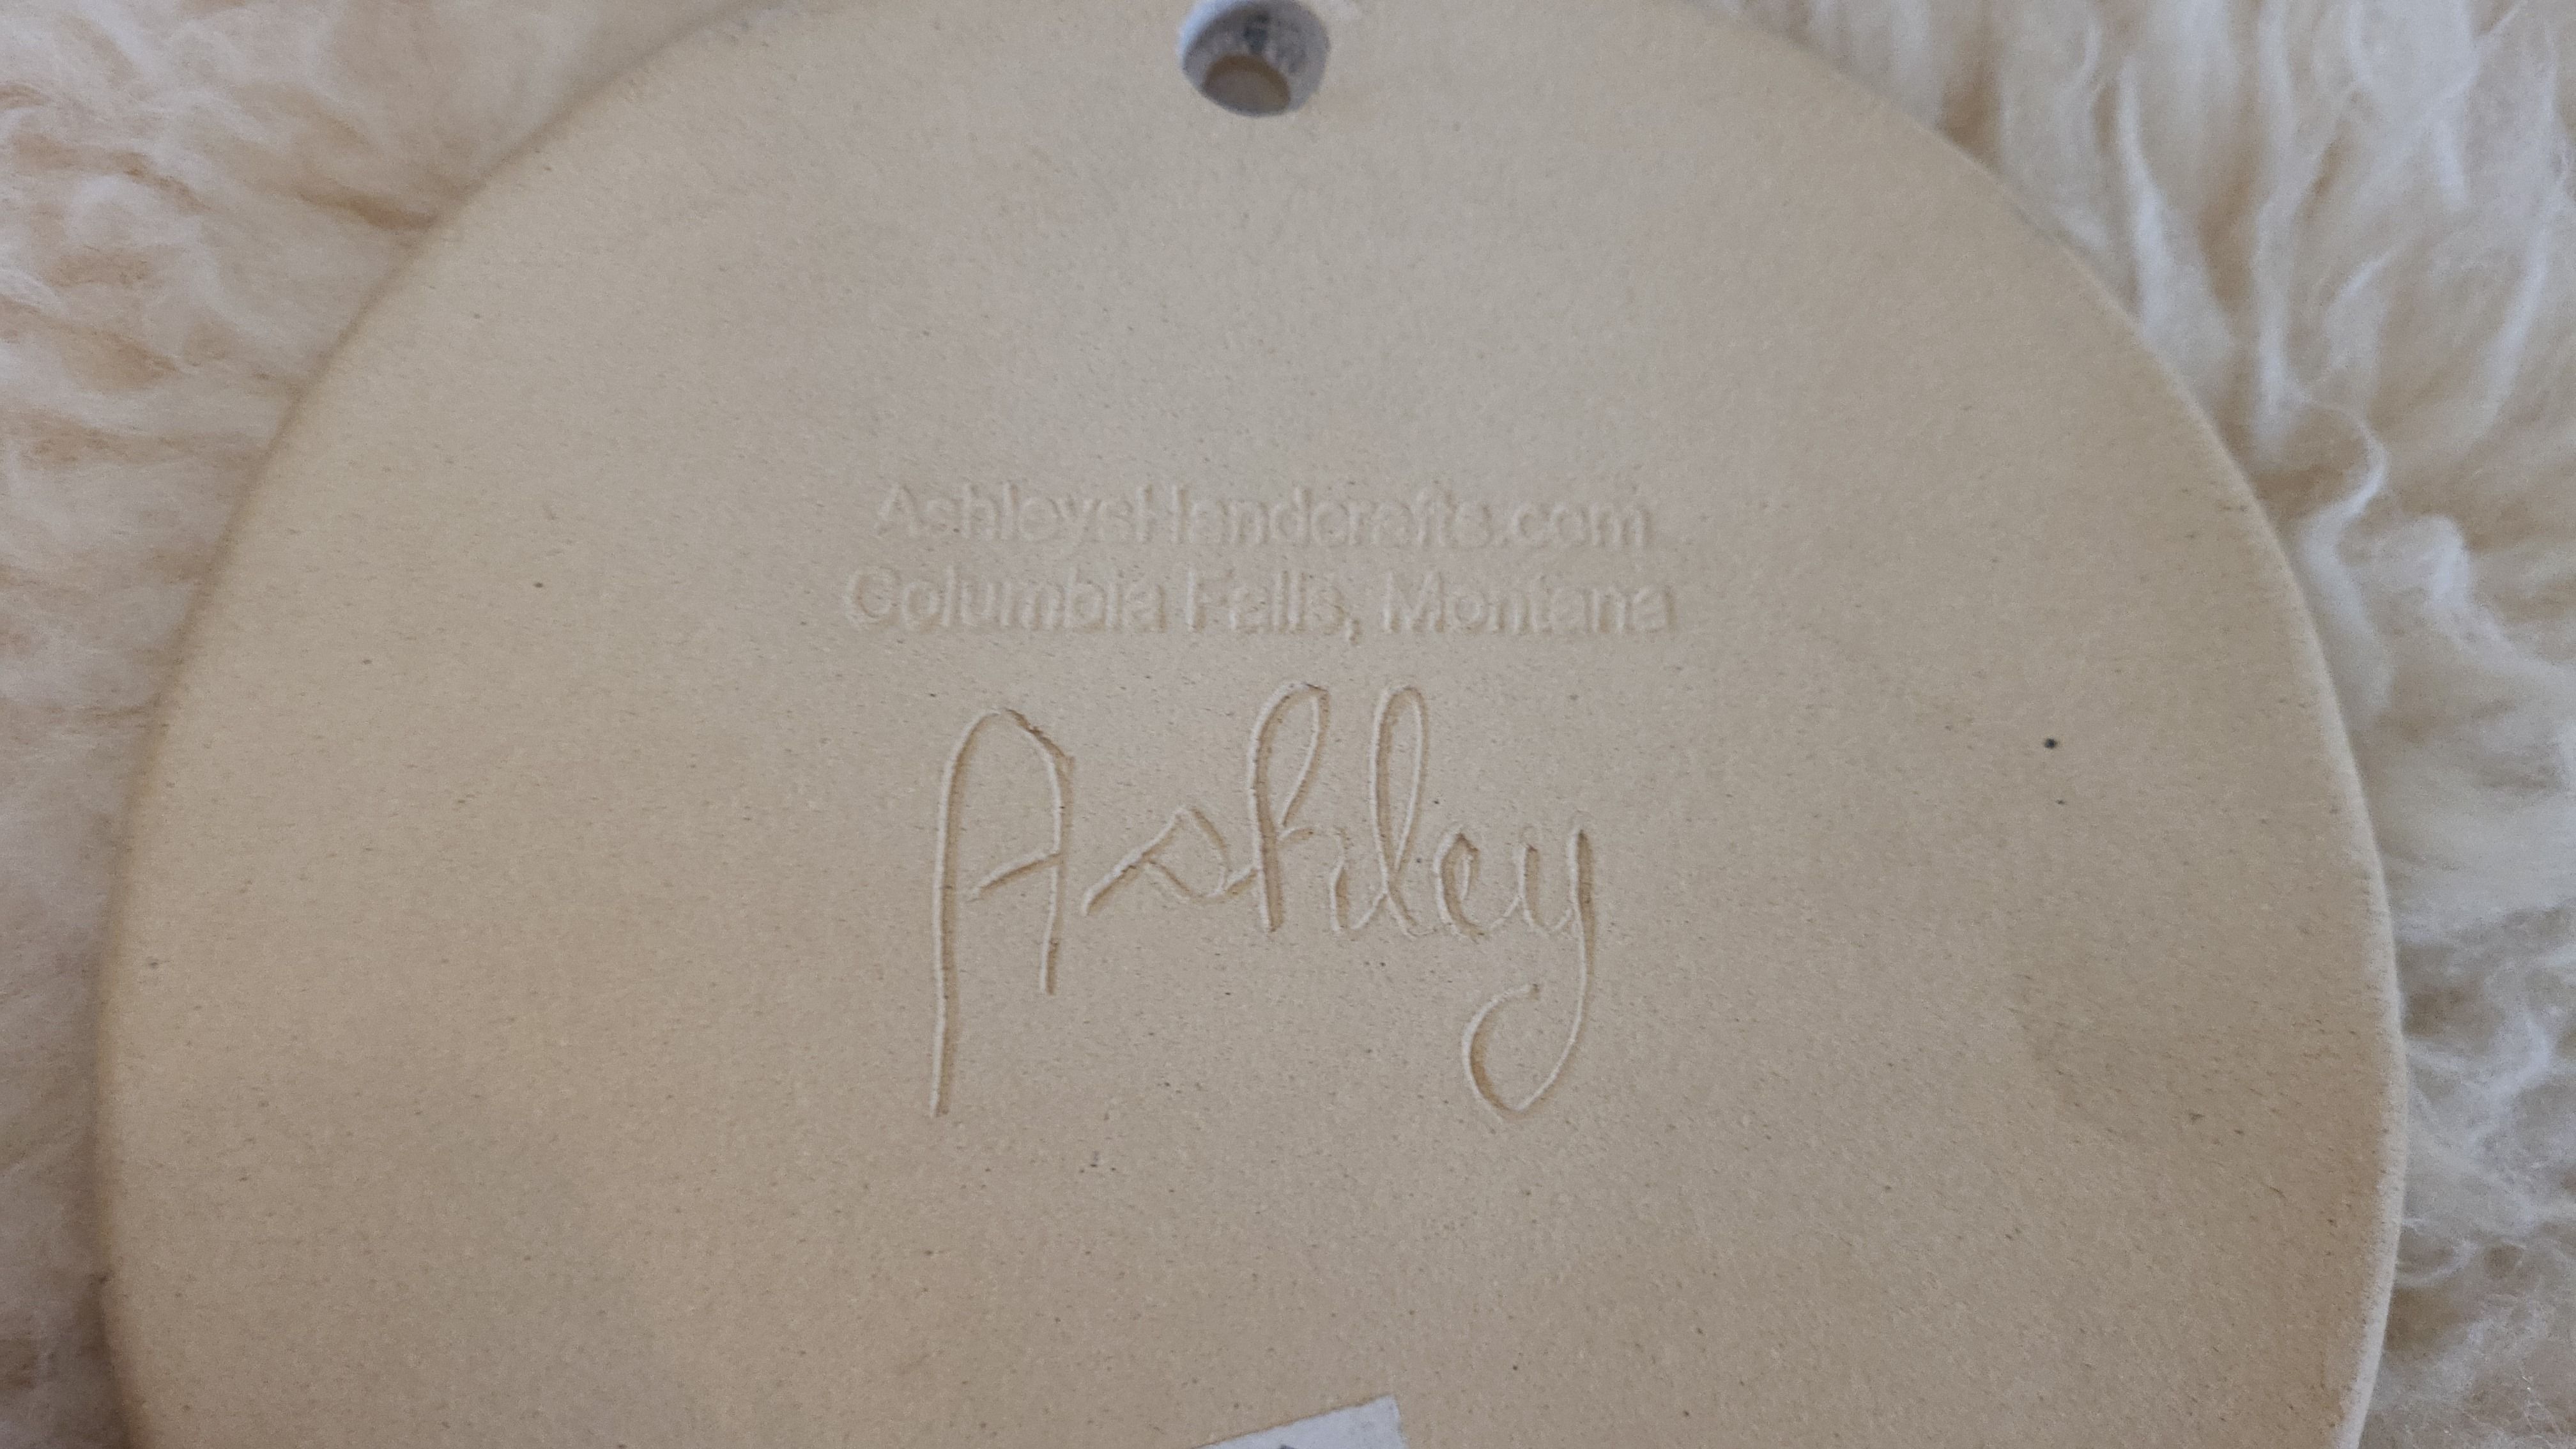 AshleysHandcrafts.com
Columbia Falls, Montana
Ashley